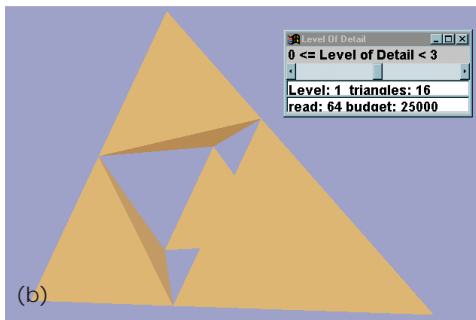 Level Of Detail
0 <= Level of Detail < 3
Level: 1 triangles: 16
read: 64 budget: 25000
(b)